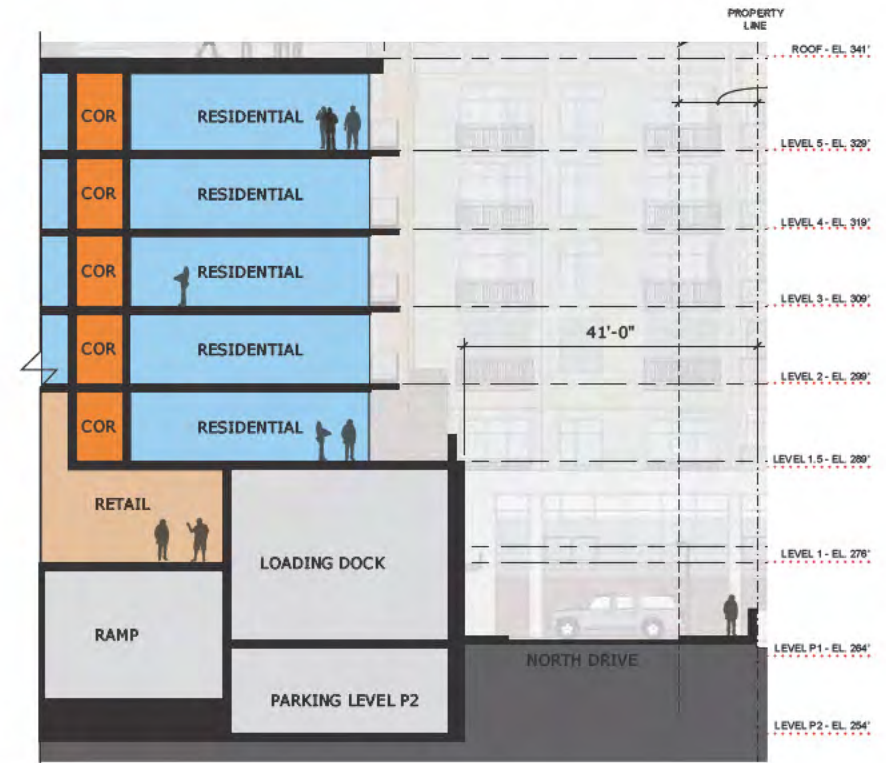 PROPERTY
LINE
ROOF - EL. 341'
COR
RESIDENTIAL
LEVEL 5 - EL. 329'
COR
RESIDENTIAL
LEVEL 4 - EL. 319'
COR
RESIDENTIAL
LEVEL 3 - EL. 309'
41'-0"
COR
RESIDENTIAL
LEVEL 2 - EL. 299'
COR
RESIDENTIAL
LEVEL 1.5 - EL. 289'
RETAIL
LEVEL 1 - EL. 276'
LOADING DOCK
RAMP
LEVEL P1 - EL. 264'
NORTH DRIVE
PARKING LEVEL P2
LEVEL P2 - EL. 254'